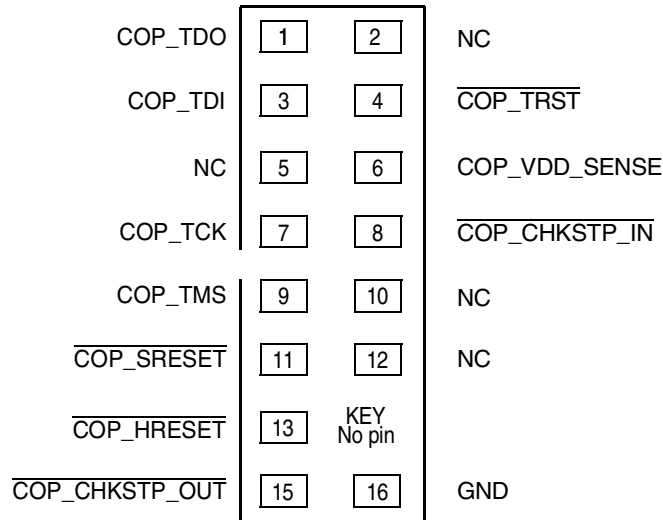 COP_TDO 1 2 NC
COP_TDI 3 4 COP_TRST
NC 5 6 COP_VDD_SENSE
COP_TCK 7 8 COP_CHKSTP_IN
COP_TMS 9 10 NC
COP_SRESET 11 12 NC
COP_HRESET 13 KEY
No pin
COP_CHKSTP_OUT 15 16 GND